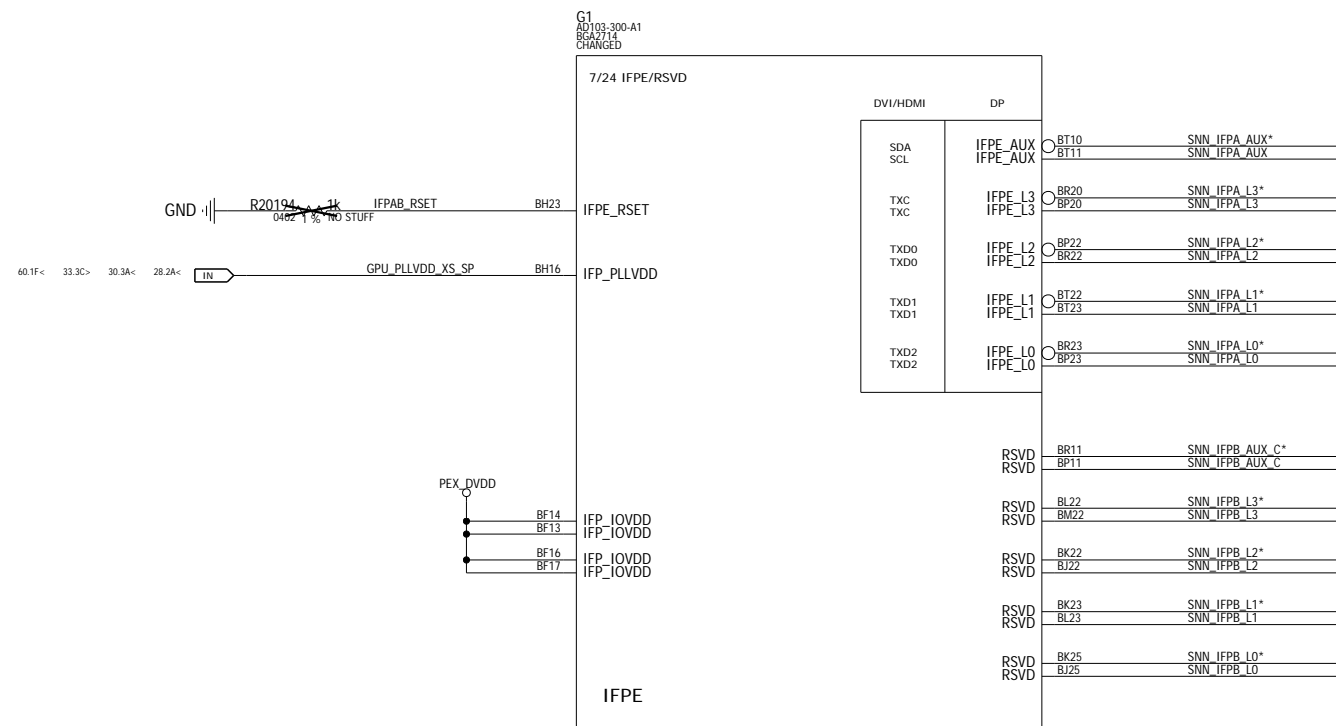 G1
AD103-300-A1
BGA2714
CHANGED
7/24 IFPE/RSVD
DVI/HDMI DP
SDA IFPE_AUX BT10 SNN_IFPA_AUX*
SCL IFPE_AUX BT11 SNN_IFPA_AUX
TXC IFPE_L3 BR20 SNN_IFPA_L3*
TXC IFPE_L3 BP20 SNN_IFPA_L3
GND R20194 1k IFPAB_RSET BH23 IFPE_RSET
0402 1% NO STUFF
TXD0 IFPE_L2 BP22 SNN_IFPA_L2*
TXD0 IFPE_L2 BR22 SNN_IFPA_L2
60.1F< 33.3C> 30.3A< 28.2A< IN GPU_PLLVDD_XS_SP BH16 IFP_PLLVDD
TXD1 IFPE_L1 BT22 SNN_IFPA_L1*
TXD1 IFPE_L1 BT23 SNN_IFPA_L1
TXD2 IFPE_L0 BR23 SNN_IFPA_L0*
TXD2 IFPE_L0 BP23 SNN_IFPA_L0
RSVD BR11 SNN_IFPB_AUX_C*
RSVD BP11 SNN_IFPB_AUX_C
PEX_DVDD
RSVD BL22 SNN_IFPB_L3*
RSVD BM22 SNN_IFPB_L3
BF14 IFP_IOVDD
BF13 IFP_IOVDD
BF16 IFP_IOVDD
BF17 IFP_IOVDD
RSVD BK22 SNN_IFPB_L2*
RSVD BJ22 SNN_IFPB_L2
RSVD BK23 SNN_IFPB_L1*
RSVD BL23 SNN_IFPB_L1
RSVD BK25 SNN_IFPB_L0*
RSVD BJ25 SNN_IFPB_L0
IFPE